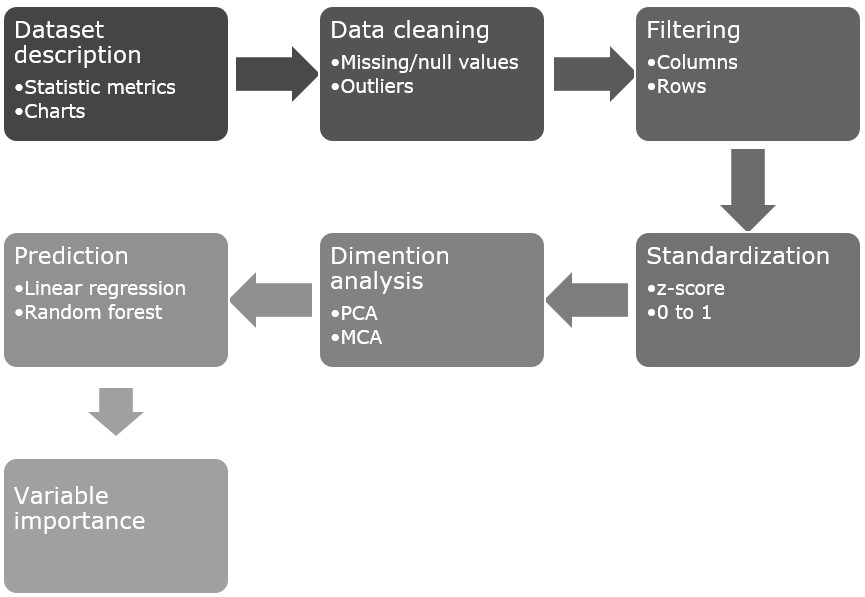 Dataset
description
•Statistic metrics
•Charts
Data cleaning
•Missing/null values
•Outliers
Filtering
•Columns
•Rows
Standardization
•z-score
•0 to 1
Dimention
analysis
•PCA
•MCA
Prediction
•Linear regression
•Random forest
Variable
importance